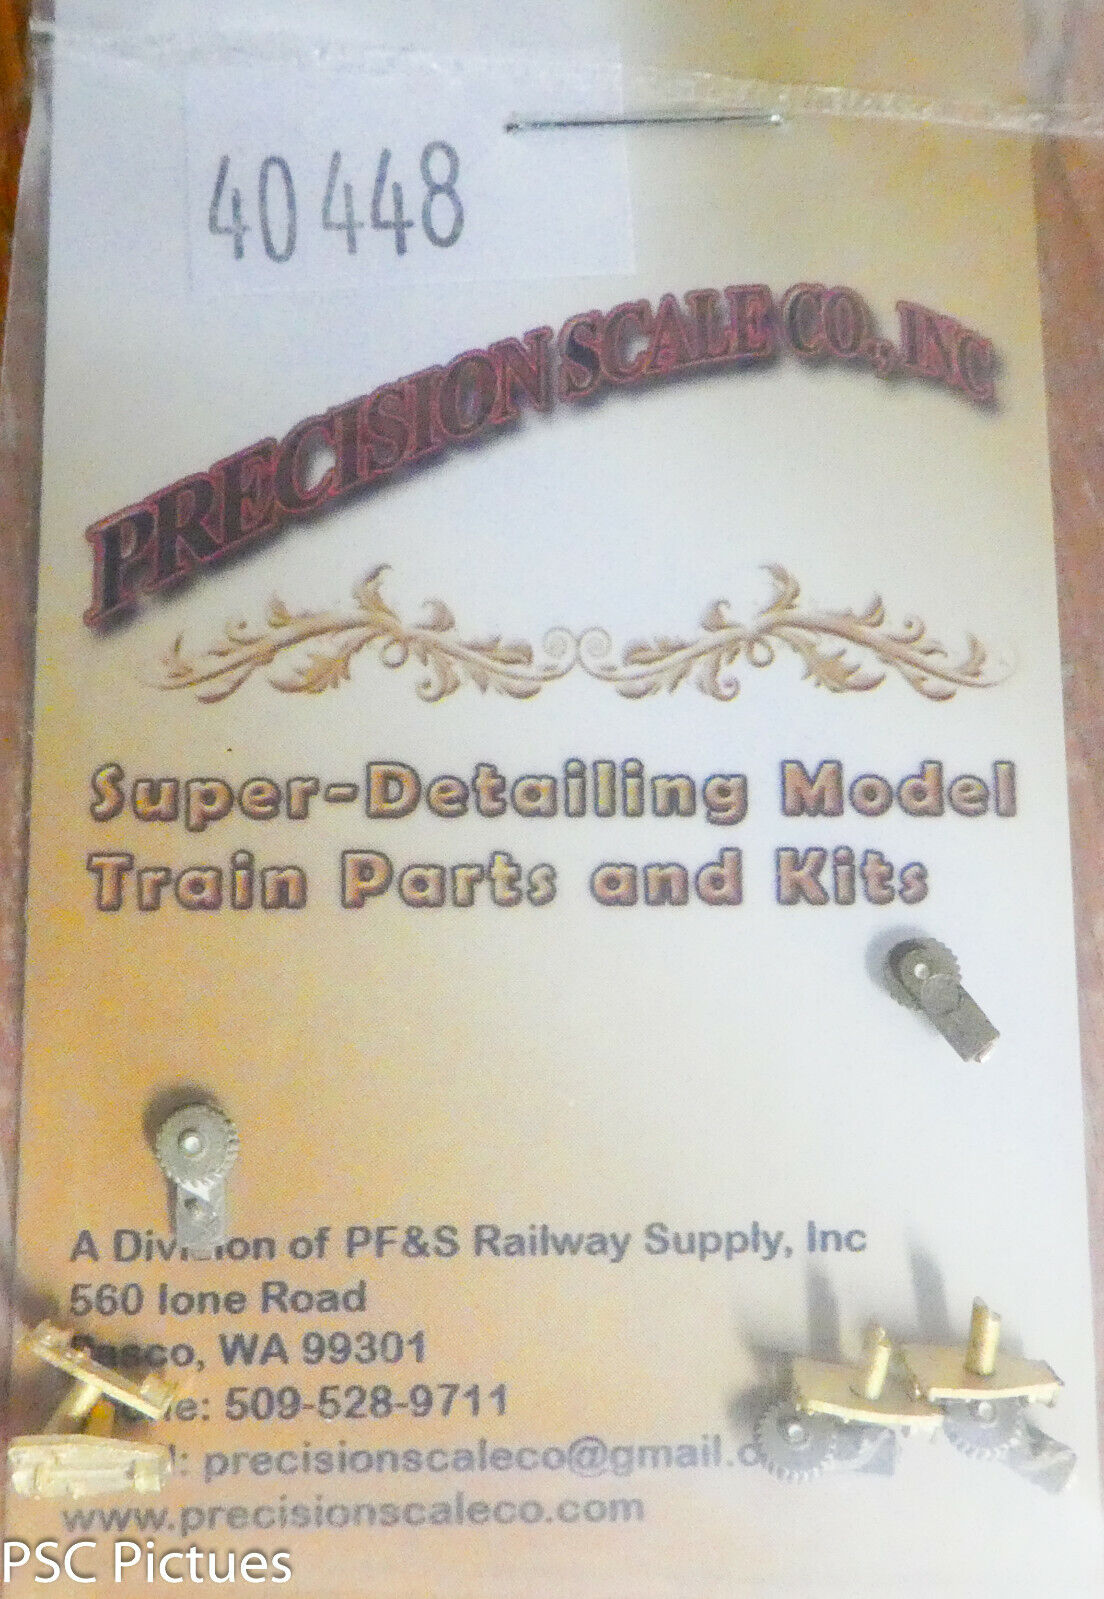 40448
PRECISION SCALE CO., INC
Super-Detailing Model
Train Parts and Kits
A Division of PF&S Railway Supply, Inc
560 Ione Road
Pasco, WA 99301
509-528-9711
precisionscaleco@gmail.
www.precisionscaleco.com
PSC Pictues